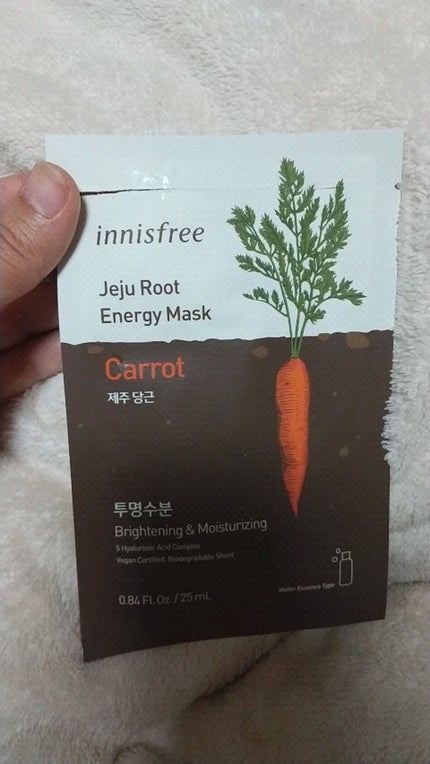 innisfree
Jeju Root
Energy Mask
Carrot
제주 당근
투명수분
Brightening & Moisturizing
5 Hyaluronic Acid Complex
Vegan Certified, Biodegradable Sheet
0.84 FL.Oz. / 25 mL
Water Essence Type